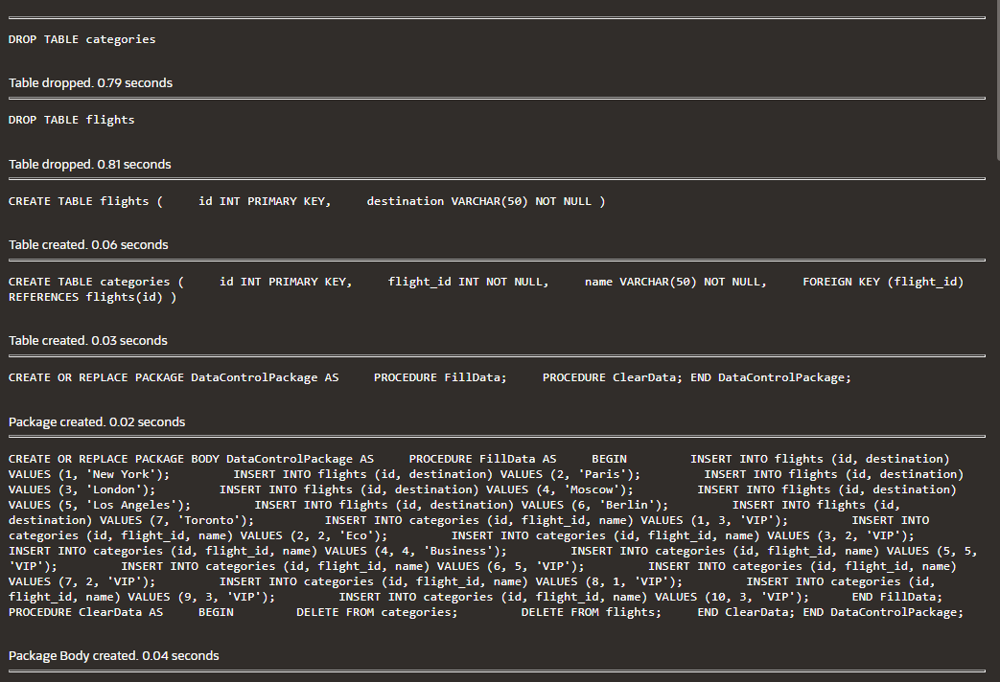 DROP TABLE categories
Table dropped. 0.79 seconds
DROP TABLE flights
Table dropped. 0.81 seconds
CREATE TABLE flights (     id INT PRIMARY KEY,     destination VARCHAR(50) NOT NULL )
Table created. 0.06 seconds
CREATE TABLE categories (     id INT PRIMARY KEY,     flight_id INT NOT NULL,     name VARCHAR(50) NOT NULL,     FOREIGN KEY (flight_id)
REFERENCES flights(id) )
Table created. 0.03 seconds
CREATE OR REPLACE PACKAGE DataControlPackage AS     PROCEDURE FillData;     PROCEDURE ClearData; END DataControlPackage;
Package created. 0.02 seconds
CREATE OR REPLACE PACKAGE BODY DataControlPackage AS     PROCEDURE FillData AS     BEGIN         INSERT INTO flights (id, destination)
VALUES (1, 'New York');         INSERT INTO flights (id, destination) VALUES (2, 'Paris');         INSERT INTO flights (id, destination)
VALUES (3, 'London');         INSERT INTO flights (id, destination) VALUES (4, 'Moscow');         INSERT INTO flights (id, destination)
VALUES (5, 'Los Angeles');         INSERT INTO flights (id, destination) VALUES (6, 'Berlin');         INSERT INTO flights (id,
destination) VALUES (7, 'Toronto');         INSERT INTO categories (id, flight_id, name) VALUES (1, 3, 'VIP');         INSERT INTO
categories (id, flight_id, name) VALUES (2, 2, 'Eco');         INSERT INTO categories (id, flight_id, name) VALUES (3, 2, 'VIP');
INSERT INTO categories (id, flight_id, name) VALUES (4, 4, 'Business');         INSERT INTO categories (id, flight_id, name) VALUES (5, 5,
'VIP');         INSERT INTO categories (id, flight_id, name) VALUES (6, 5, 'VIP');         INSERT INTO categories (id, flight_id, name)
VALUES (7, 2, 'VIP');         INSERT INTO categories (id, flight_id, name) VALUES (8, 1, 'VIP');         INSERT INTO categories (id,
flight_id, name) VALUES (9, 3, 'VIP');         INSERT INTO categories (id, flight_id, name) VALUES (10, 3, 'VIP');     END FillData;
PROCEDURE ClearData AS     BEGIN         DELETE FROM categories;         DELETE FROM flights;     END ClearData; END DataControlPackage;
Package Body created. 0.04 seconds